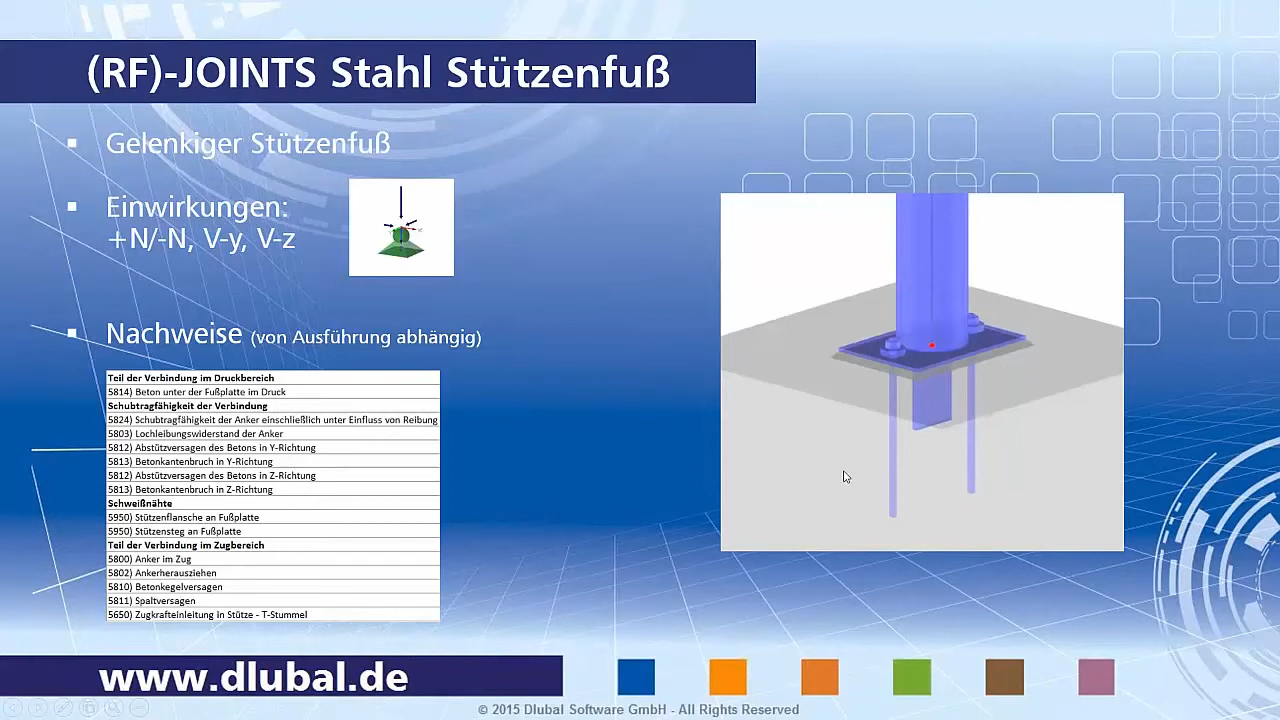 (RF)-JOINTS Stahl Stützenfuß
▪ Gelenkiger Stützenfuß
▪ Einwirkungen:
+N/-N, V-y, V-z
▪ Nachweise (von Ausführung abhängig)
Teil der Verbindung im Druckbereich
5814) Beton unter der Fußplatte im Druck
Schubtragfähigkeit der Verbindung
5824) Schubtragfähigkeit der Anker einschließlich unter Einfluss von Reibung
5803) Lochleibungswiderstand der Anker
5812) Abstützversagen des Betons in Y-Richtung
5813) Betonkantenbruch in Y-Richtung
5812) Abstützversagen des Betons in Z-Richtung
5813) Betonkantenbruch in Z-Richtung
Schweißnähte
5950) Stützenflansche an Fußplatte
5950) Stützensteg an Fußplatte
Teil der Verbindung im Zugbereich
5800) Anker im Zug
5802) Ankerherausziehen
5810) Betonkegelversagen
5811) Spaltversagen
5650) Zugkrafteinleitung in Stütze - T-Stummel
www.dlubal.de
© 2015 Dlubal Software GmbH - All Rights Reserved